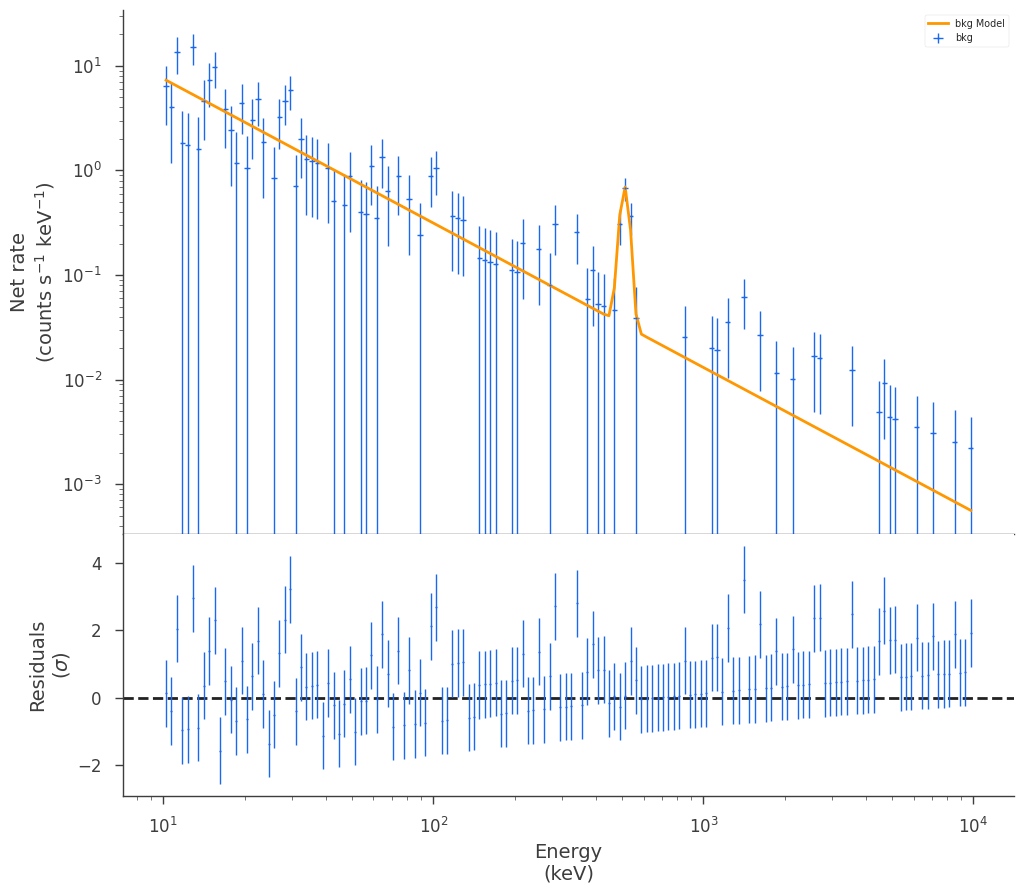 bkg Model
bkg
Net rate
(counts s⁻¹ keV⁻¹)
10¹
10⁰
10⁻¹
10⁻²
10⁻³
Residuals
(σ)
4
2
0
−2
10¹
10²
10³
10⁴
Energy
(keV)